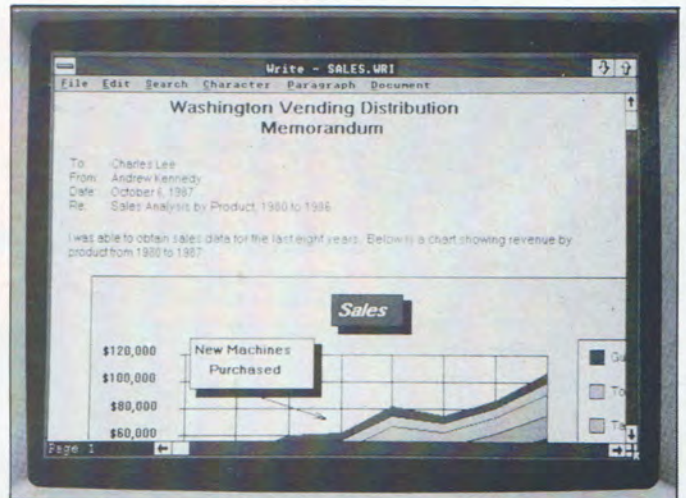 Write - SALES.WRI
File Edit Search Character Paragraph Document
Washington Vending Distribution
Memorandum
To: Charles Lee
From: Andrew Kennedy
Date: October 6, 1987
Re: Sales Analysis by Product, 1980 to 1986
I was able to obtain sales data for the last eight years. Below is a chart showing revenue by
product from 1980 to 1987
Sales
New Machines
Purchased
$120,000
$100,000
$80,000
$60,000
Gu
To
Ta
Page 1